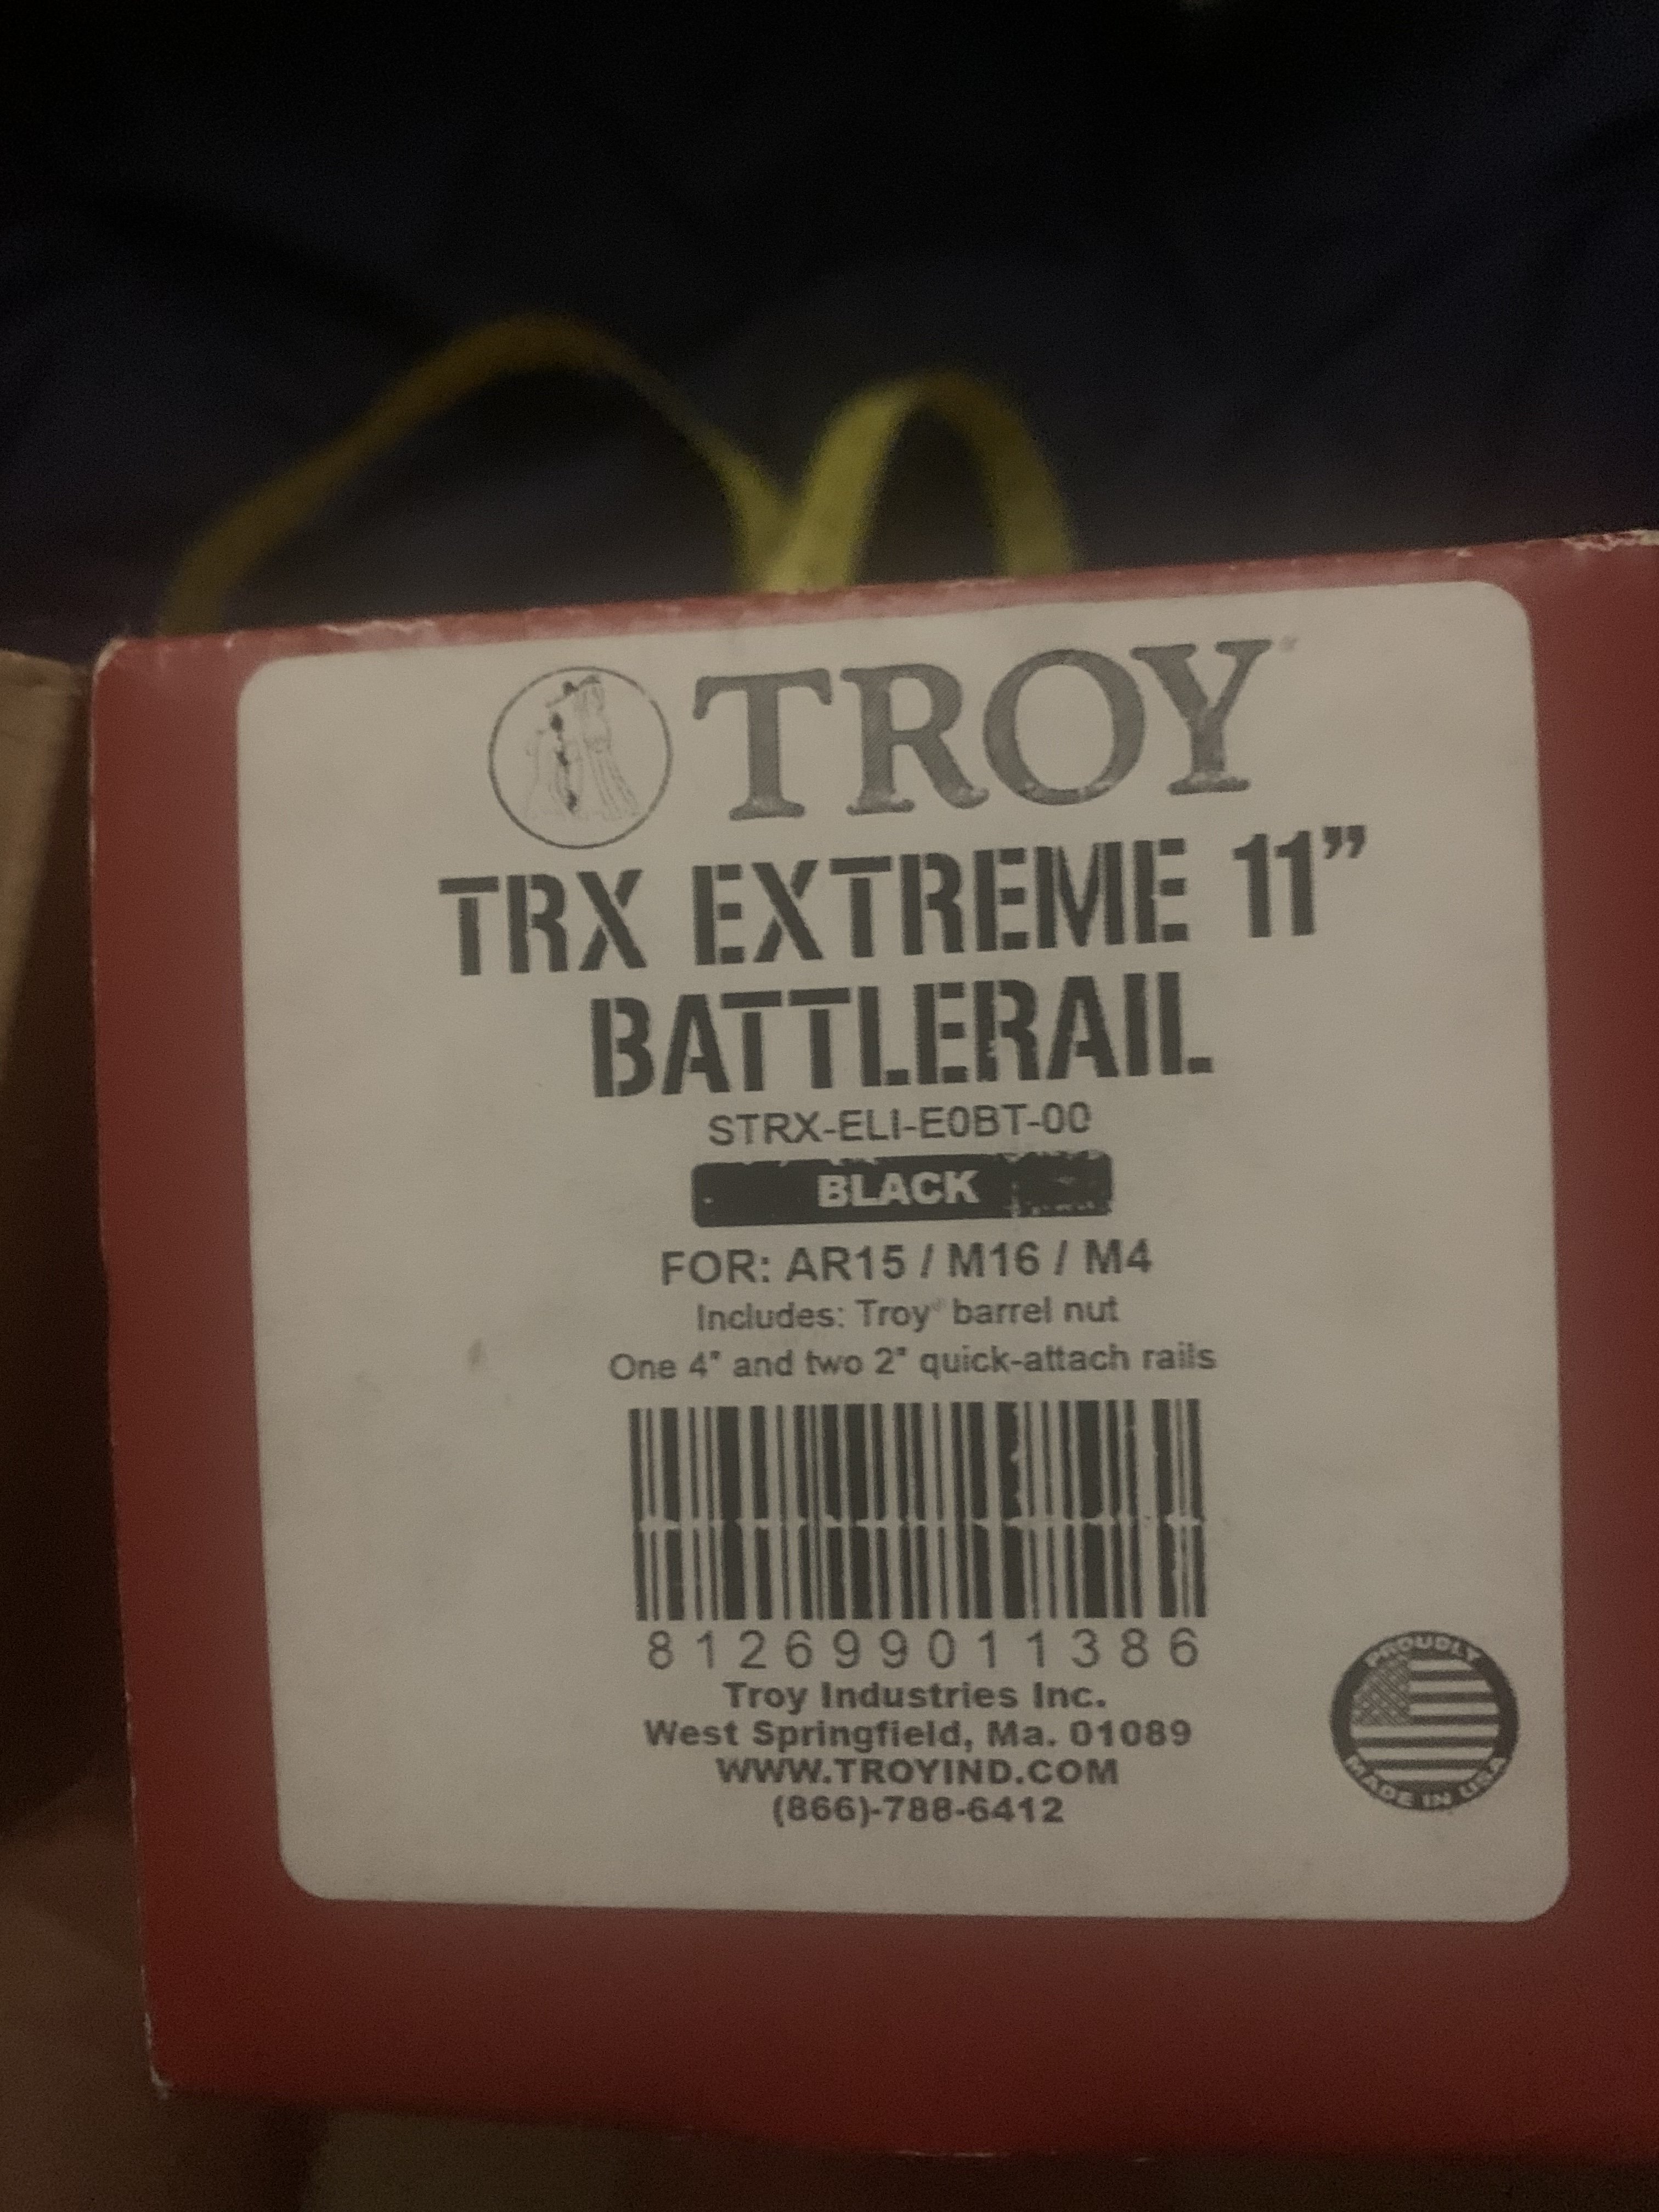 TROY
TRX EXTREME 11”
BATTLERAIL
STRX-ELI-E0BT-00
BLACK
FOR: AR15 / M16 / M4
Includes: Troy® barrel nut
One 4" and two 2" quick-attach rails
812699011386
Troy Industries Inc.
West Springfield, Ma. 01089
WWW.TROYIND.COM
(866)-788-6412
PROUDLY
MADE IN USA